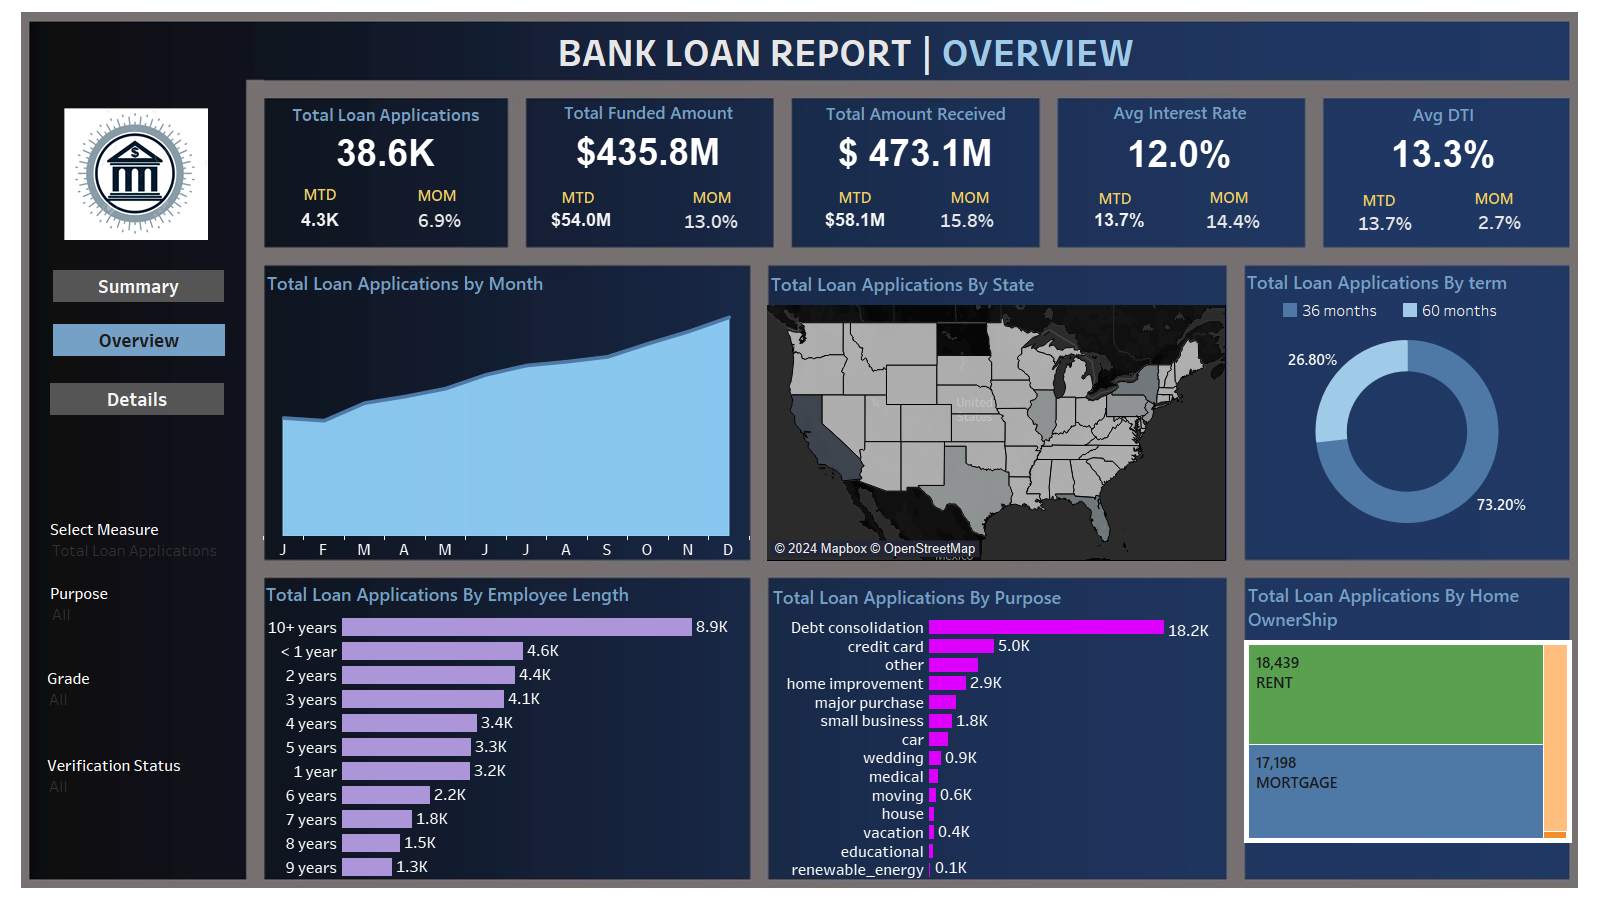 BANK LOAN REPORT | OVERVIEW
$
Summary
Overview
Details
Select Measure
Total Loan Applications
Purpose
All
Grade
All
Verification Status
All
Total Loan Applications
38.6K
MTD MOM
4.3K 6.9%
Total Funded Amount
$435.8M
MTD MOM
$54.0M 13.0%
Total Amount Received
$ 473.1M
MTD MOM
$58.1M 15.8%
Avg Interest Rate
12.0%
MTD MOM
13.7% 14.4%
Avg DTI
13.3%
MTD MOM
13.7% 2.7%
Total Loan Applications by Month
J F M A M J J A S O N D
Total Loan Applications By State
United
States
Mexico
© 2024 Mapbox © OpenStreetMap
Total Loan Applications By term
36 months 60 months
26.80%
73.20%
Total Loan Applications By Employee Length
10+ years 8.9K
< 1 year 4.6K
2 years 4.4K
3 years 4.1K
4 years 3.4K
5 years 3.3K
1 year 3.2K
6 years 2.2K
7 years 1.8K
8 years 1.5K
9 years 1.3K
Total Loan Applications By Purpose
Debt consolidation 18.2K
credit card 5.0K
other
home improvement 2.9K
major purchase
small business 1.8K
car
wedding 0.9K
medical
moving 0.6K
house
vacation 0.4K
educational
renewable_energy 0.1K
Total Loan Applications By Home
OwnerShip
18,439
RENT
17,198
MORTGAGE